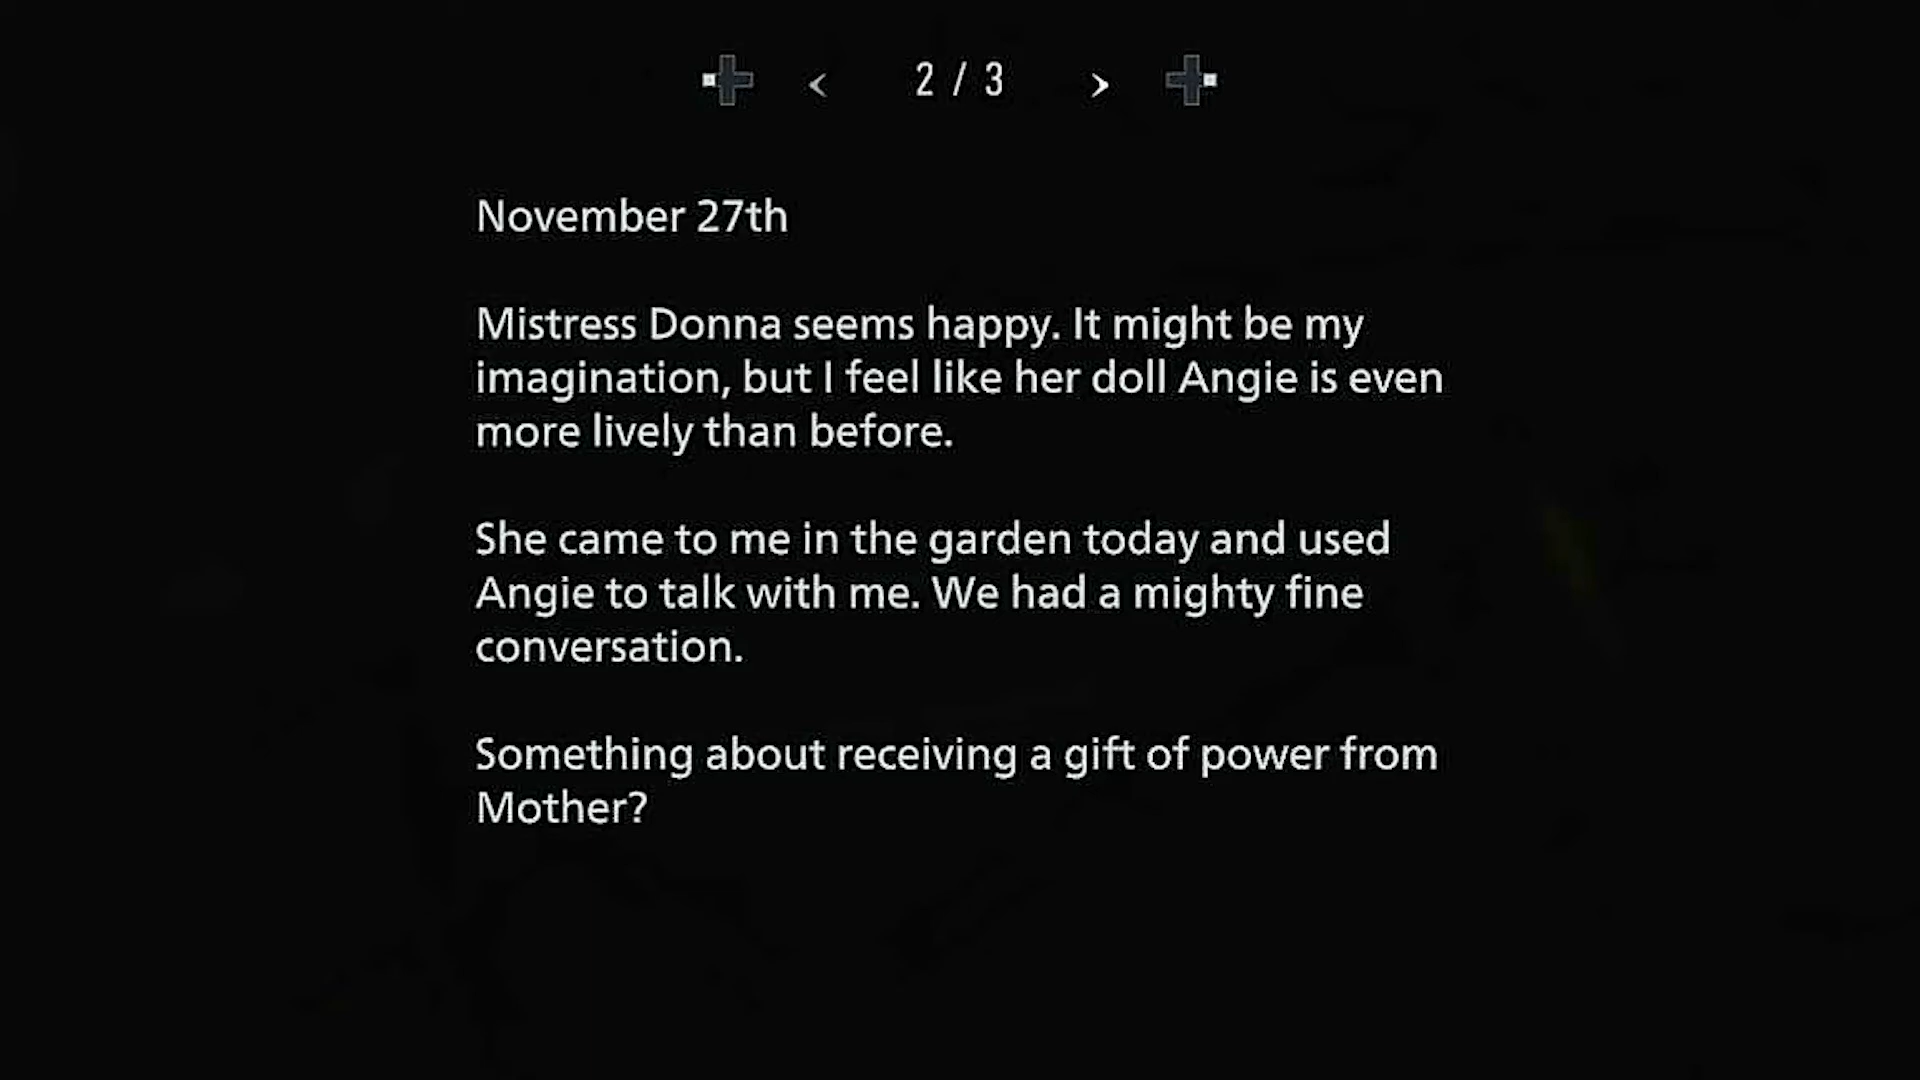 < 2 / 3 >
November 27th
Mistress Donna seems happy. It might be my
imagination, but I feel like her doll Angie is even
more lively than before.
She came to me in the garden today and used
Angie to talk with me. We had a mighty fine
conversation.
Something about receiving a gift of power from
Mother?